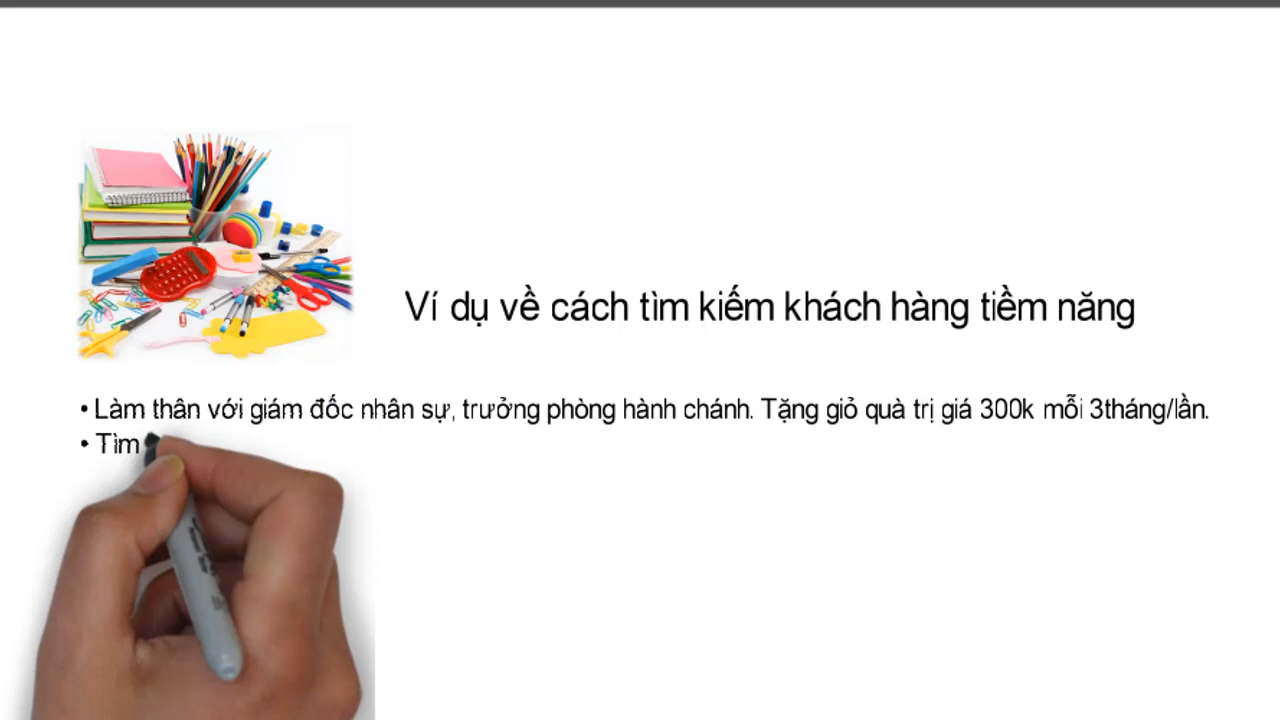 Ví dụ về cách tìm kiếm khách hàng tiềm năng
• Làm thân với giám đốc nhân sự, trưởng phòng hành chánh. Tặng giỏ quà trị giá 300k mỗi 3tháng/lần.
• Tìm